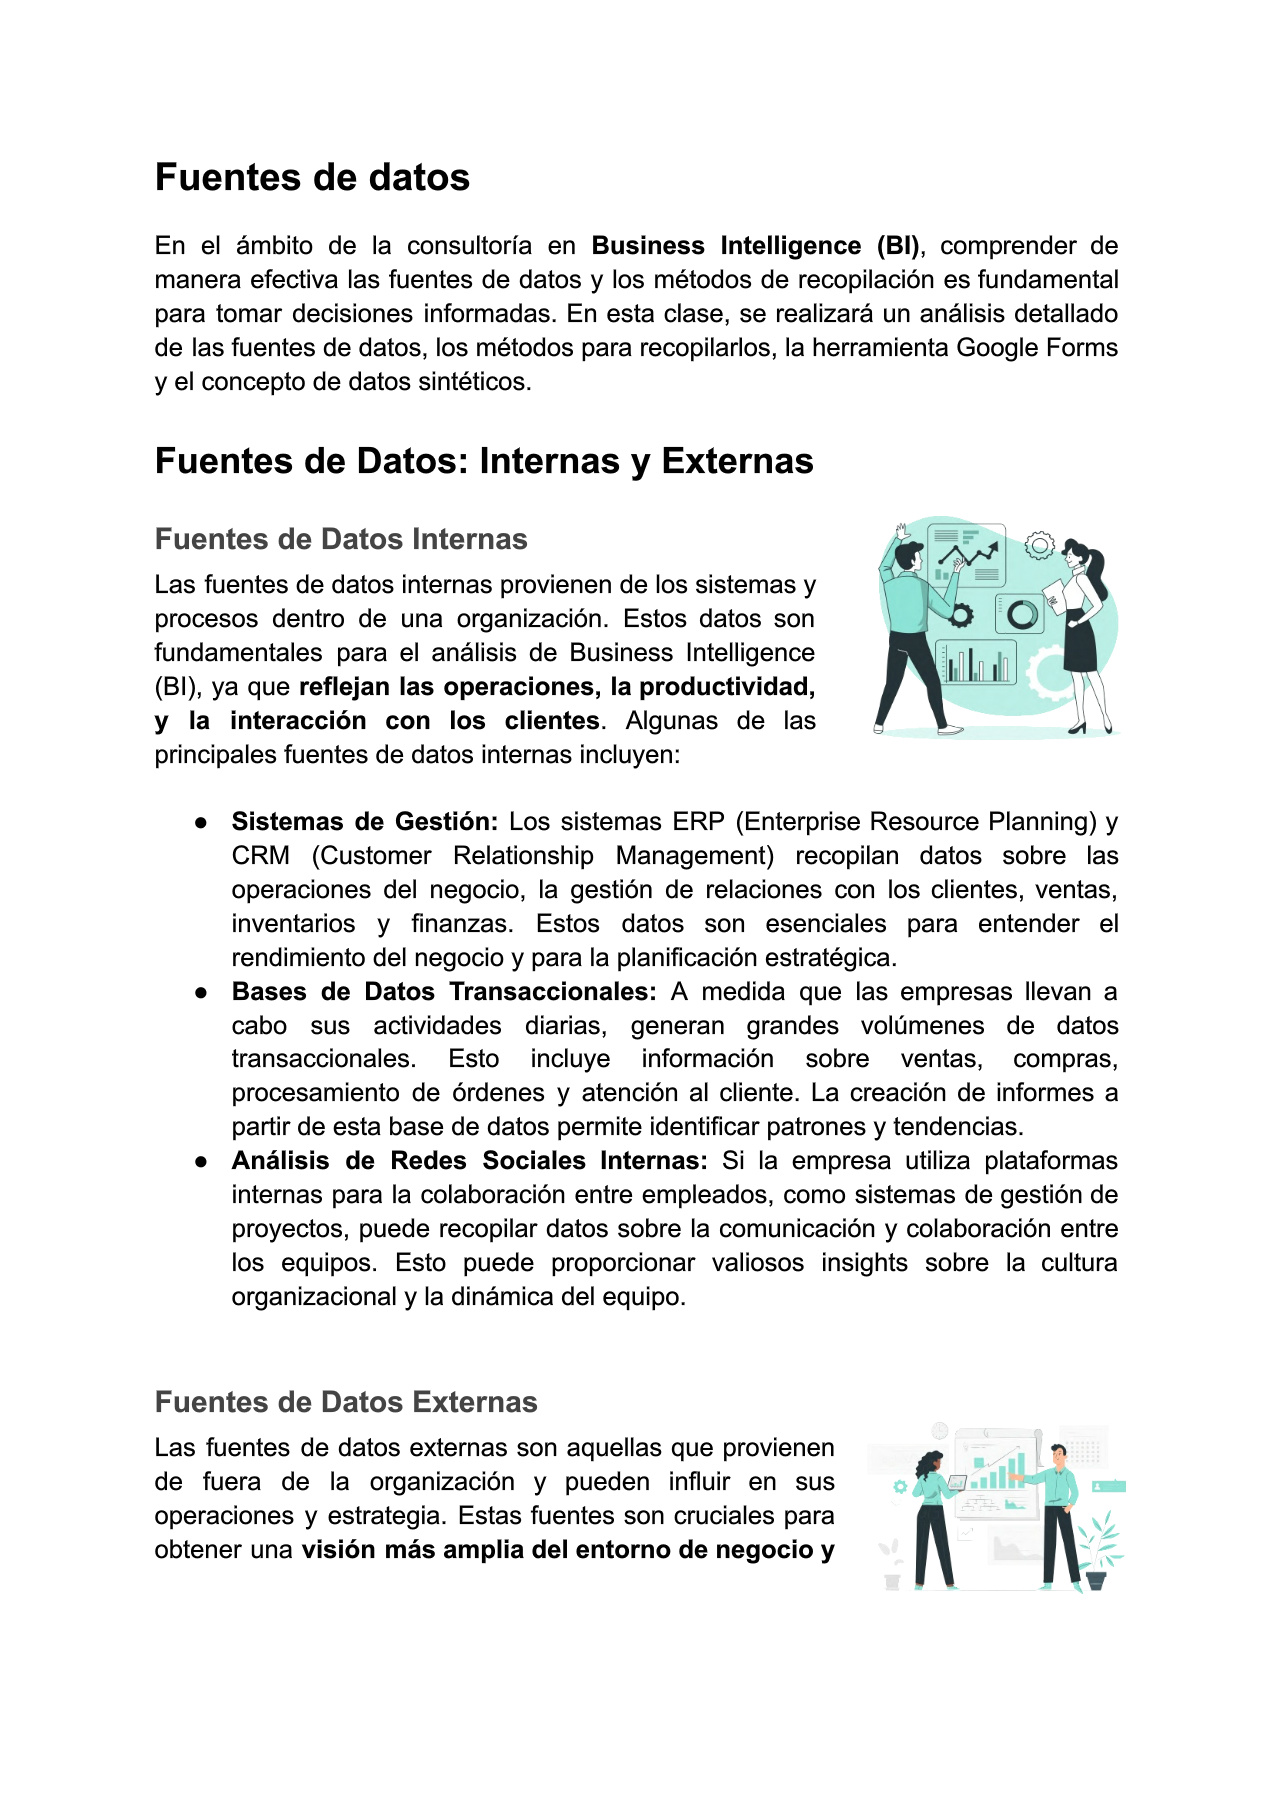 Fuentes de datos
En el ámbito de la consultoría en Business Intelligence (BI), comprender de
manera efectiva las fuentes de datos y los métodos de recopilación es fundamental
para tomar decisiones informadas. En esta clase, se realizará un análisis detallado
de las fuentes de datos, los métodos para recopilarlos, la herramienta Google Forms
y el concepto de datos sintéticos.
Fuentes de Datos: Internas y Externas
Fuentes de Datos Internas
Las fuentes de datos internas provienen de los sistemas y
procesos dentro de una organización. Estos datos son
fundamentales para el análisis de Business Intelligence
(BI), ya que reflejan las operaciones, la productividad,
y la interacción con los clientes. Algunas de las
principales fuentes de datos internas incluyen:
● Sistemas de Gestión: Los sistemas ERP (Enterprise Resource Planning) y
CRM (Customer Relationship Management) recopilan datos sobre las
operaciones del negocio, la gestión de relaciones con los clientes, ventas,
inventarios y finanzas. Estos datos son esenciales para entender el
rendimiento del negocio y para la planificación estratégica.
● Bases de Datos Transaccionales: A medida que las empresas llevan a
cabo sus actividades diarias, generan grandes volúmenes de datos
transaccionales. Esto incluye información sobre ventas, compras,
procesamiento de órdenes y atención al cliente. La creación de informes a
partir de esta base de datos permite identificar patrones y tendencias.
● Análisis de Redes Sociales Internas: Si la empresa utiliza plataformas
internas para la colaboración entre empleados, como sistemas de gestión de
proyectos, puede recopilar datos sobre la comunicación y colaboración entre
los equipos. Esto puede proporcionar valiosos insights sobre la cultura
organizacional y la dinámica del equipo.
Fuentes de Datos Externas
Las fuentes de datos externas son aquellas que provienen
de fuera de la organización y pueden influir en sus
operaciones y estrategia. Estas fuentes son cruciales para
obtener una visión más amplia del entorno de negocio y